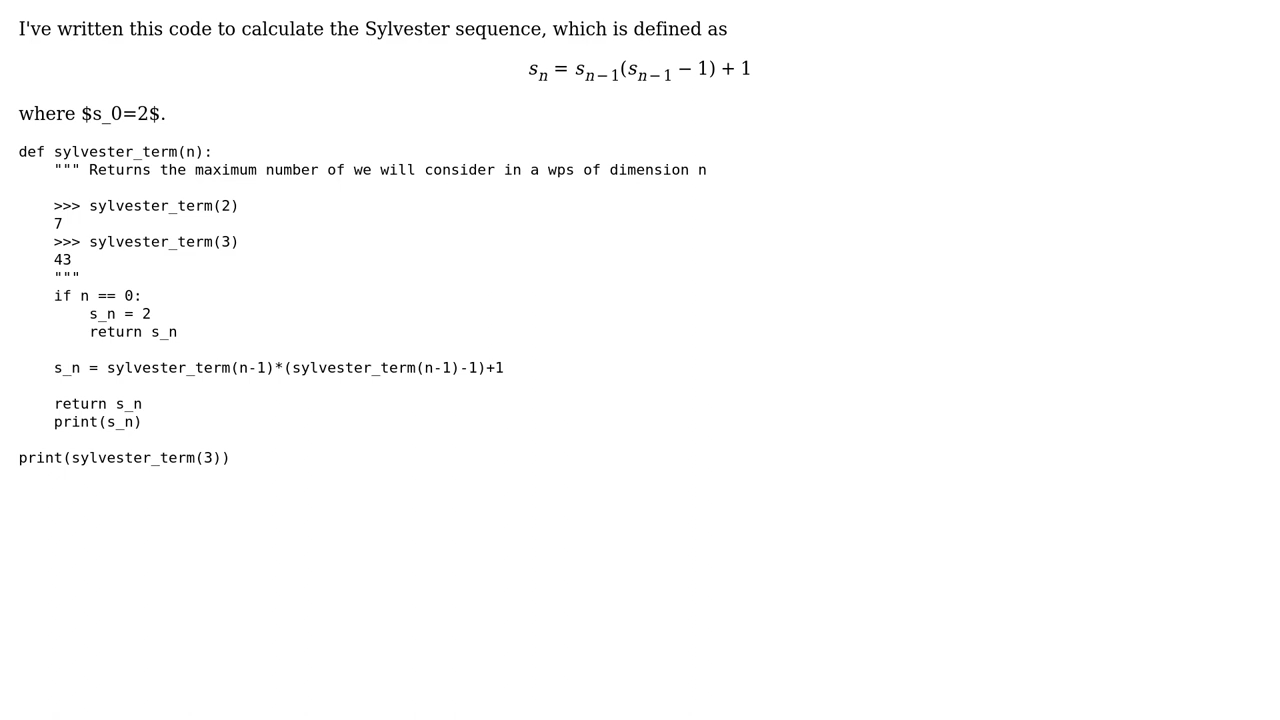 I've written this code to calculate the Sylvester sequence, which is defined as
sₙ = sₙ₋₁(sₙ₋₁ − 1) + 1
where $s_0=2$.
def sylvester_term(n):
    """ Returns the maximum number of we will consider in a wps of dimension n
    >>> sylvester_term(2)
    7
    >>> sylvester_term(3)
    43
    """
    if n == 0:
        s_n = 2
        return s_n
    s_n = sylvester_term(n-1)*(sylvester_term(n-1)-1)+1
    return s_n
    print(s_n)
print(sylvester_term(3))